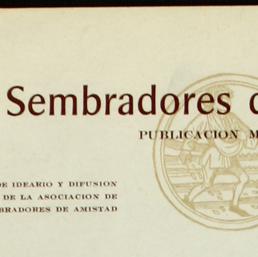 Sembradores d
PUBLICACION M
DE IDEARIO Y DIFUSION
DE LA ASOCIACION DE
BRADORES DE AMISTAD